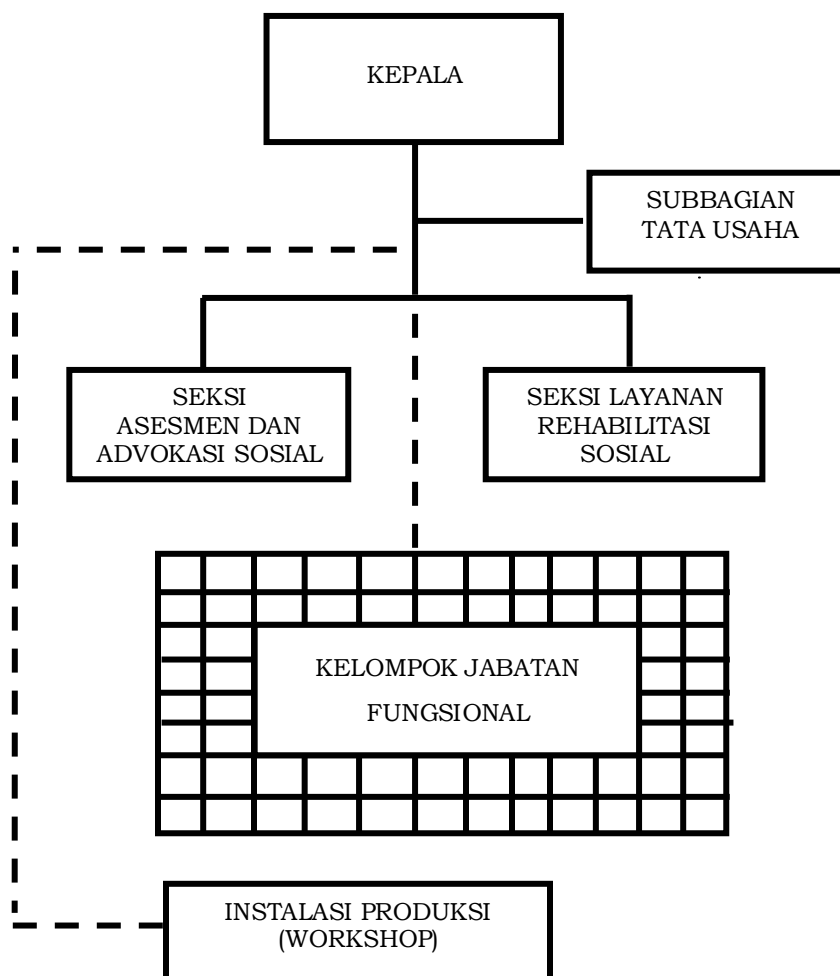 KEPALA
SUBBAGIAN
TATA USAHA
SEKSI
ASESMEN DAN
ADVOKASI SOSIAL
SEKSI LAYANAN
REHABILITASI
SOSIAL
KELOMPOK JABATAN
FUNGSIONAL
INSTALASI PRODUKSI
(WORKSHOP)